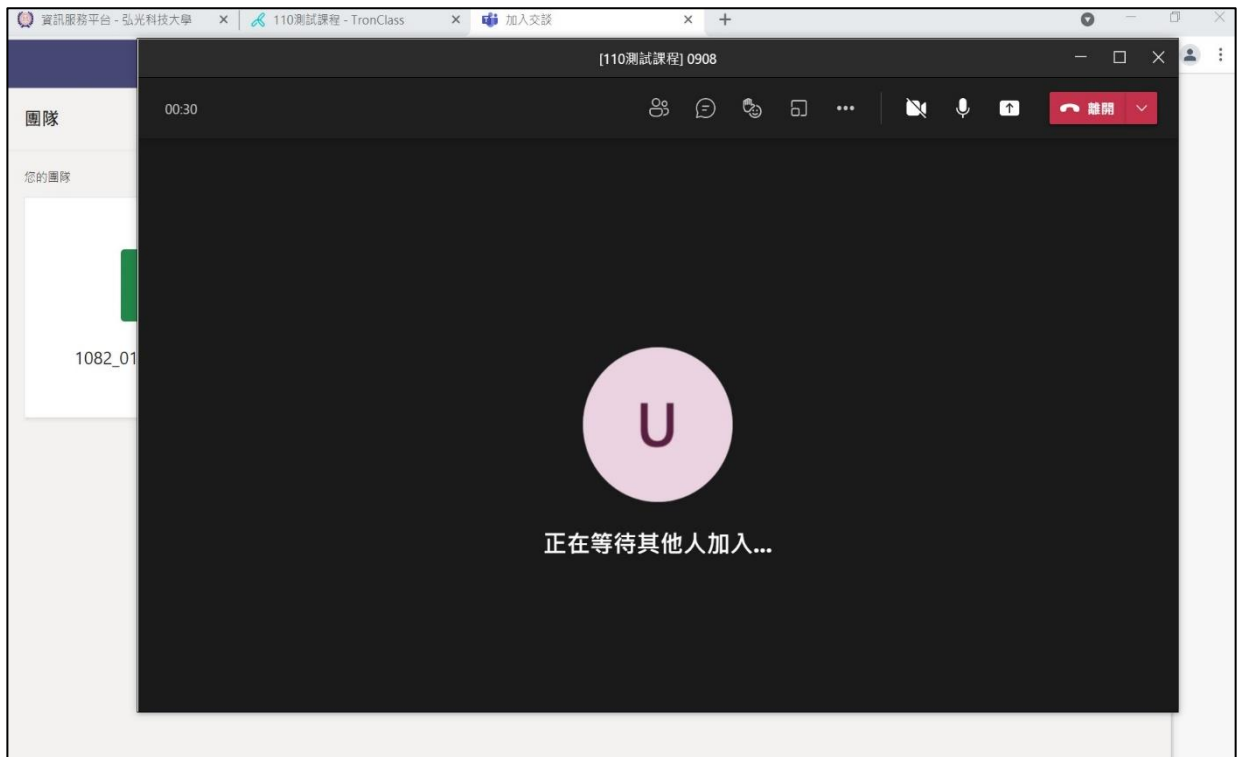 資訊服務平台 - 弘光科技大學
110測試課程 - TronClass
加入交談
[110測試課程] 0908
團隊
00:30
離開
您的團隊
1082_01
U
正在等待其他人加入...